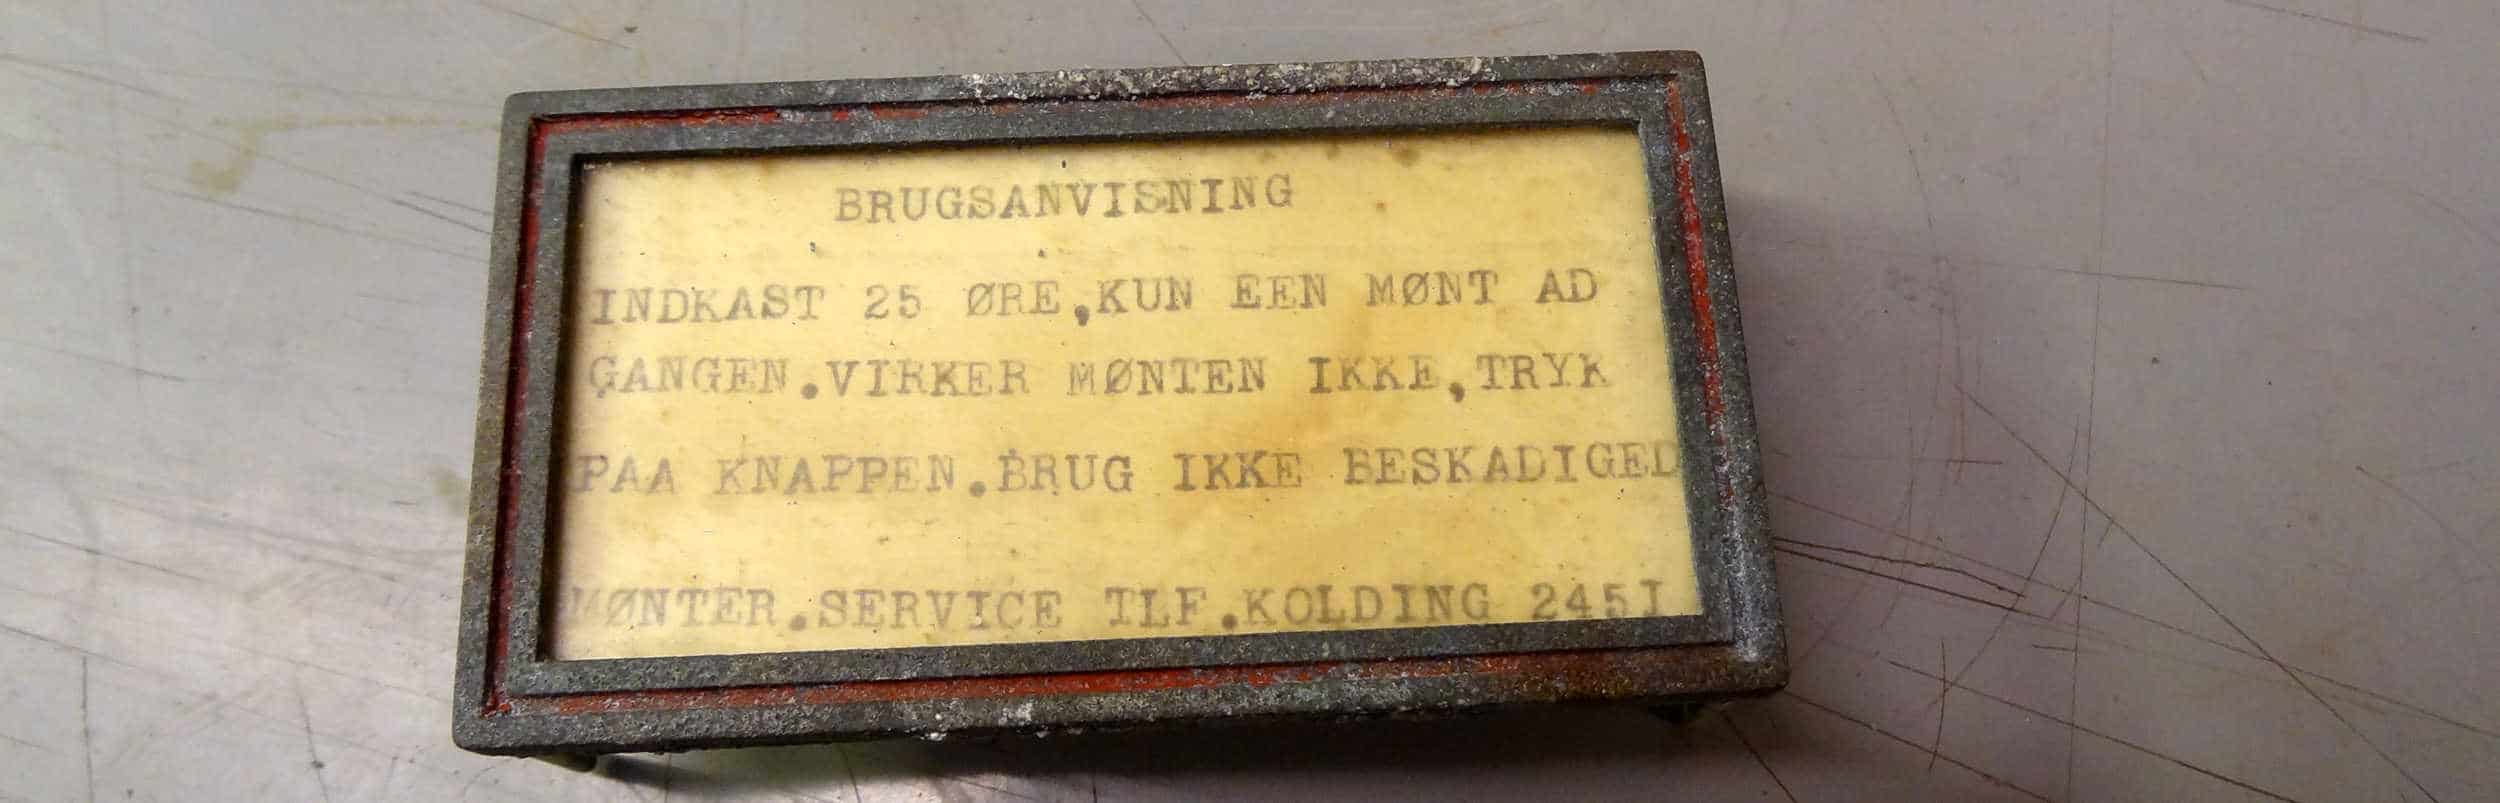 BRUGSANVISNING
INDKAST 25 ØRE,KUN EEN MØNT AD
GANGEN.VIRKER MØNTEN IKKE,TRYK
PAA KNAPPEN.BRUG IKKE BESKADIGED
MØNTER.SERVICE TLF.KOLDING 245I